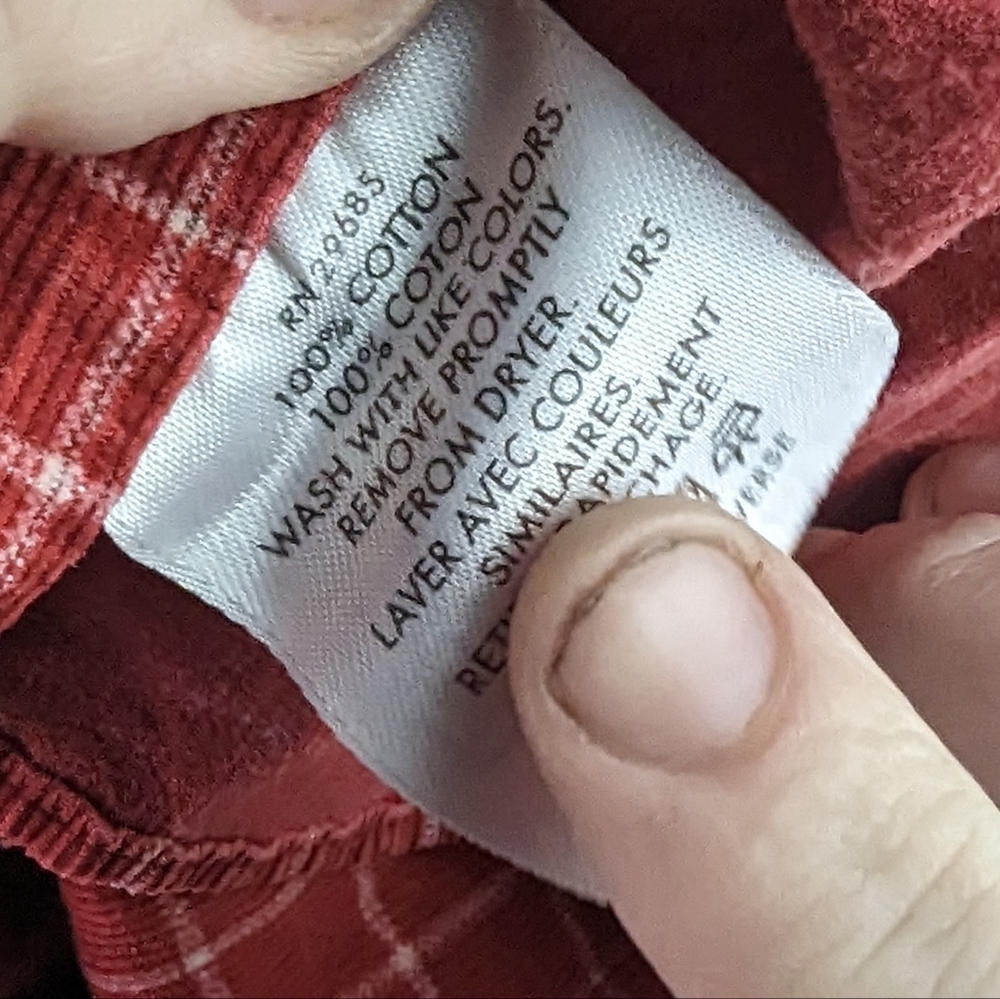 RN 29685
100% COTTON
100% COTON
WASH WITH LIKE COLORS.
REMOVE PROMPTLY
FROM DRYER.
LAVER AVEC COULEURS
SIMILAIRES.